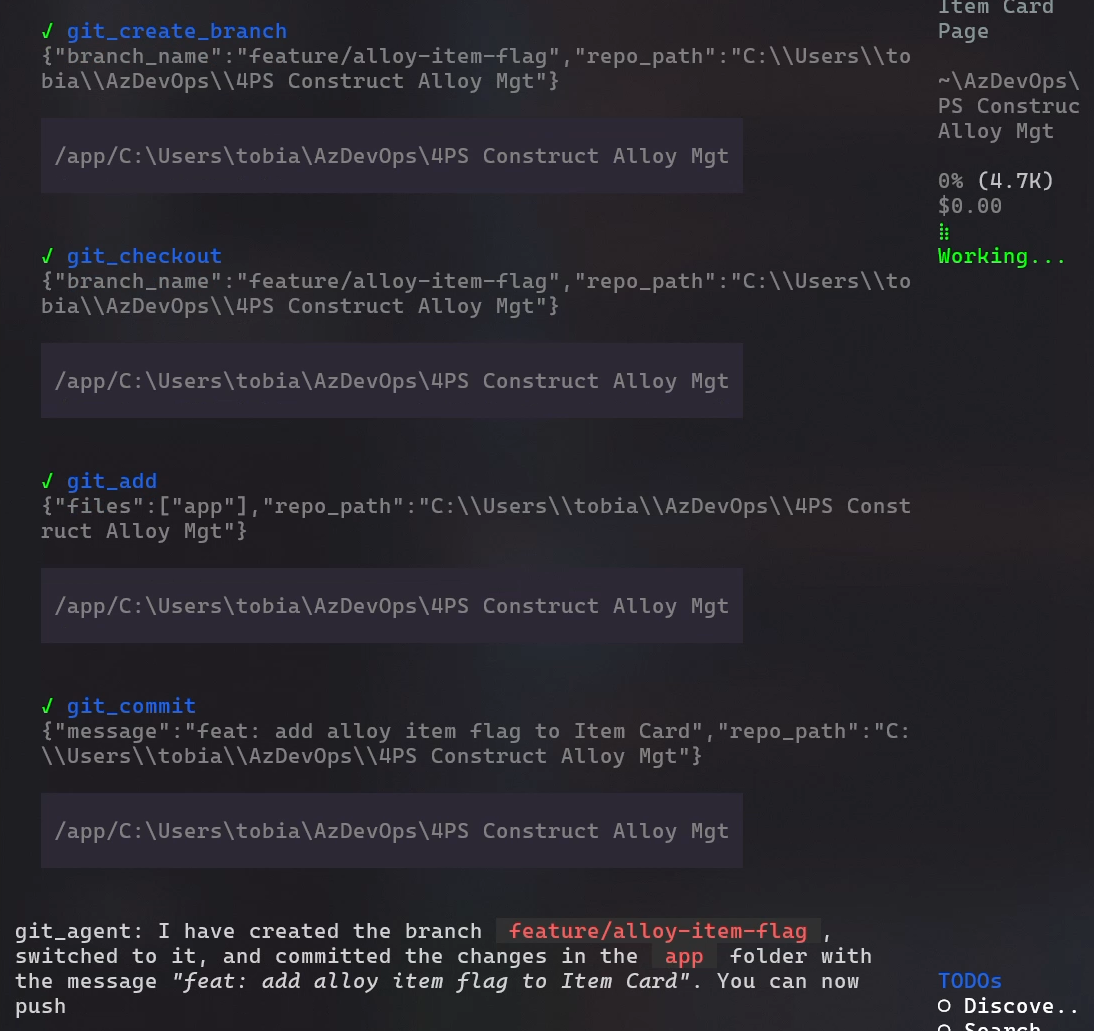 ✓ git_create_branch
{"branch_name":"feature/alloy-item-flag","repo_path":"C:\\Users\\to
bia\\AzDevOps\\4PS Construct Alloy Mgt"}
/app/C:\Users\tobia\AzDevOps\4PS Construct Alloy Mgt
✓ git_checkout
{"branch_name":"feature/alloy-item-flag","repo_path":"C:\\Users\\to
bia\\AzDevOps\\4PS Construct Alloy Mgt"}
/app/C:\Users\tobia\AzDevOps\4PS Construct Alloy Mgt
✓ git_add
{"files":["app"],"repo_path":"C:\\Users\\tobia\\AzDevOps\\4PS Const
ruct Alloy Mgt"}
/app/C:\Users\tobia\AzDevOps\4PS Construct Alloy Mgt
✓ git_commit
{"message":"feat: add alloy item flag to Item Card","repo_path":"C:
\\Users\\tobia\\AzDevOps\\4PS Construct Alloy Mgt"}
/app/C:\Users\tobia\AzDevOps\4PS Construct Alloy Mgt
git_agent: I have created the branch feature/alloy-item-flag ,
switched to it, and committed the changes in the app folder with
the message "feat: add alloy item flag to Item Card". You can now
push
Item Card
Page
~\AzDevOps\
PS Construc
Alloy Mgt
0% (4.7K)
$0.00
Working...
TODOs
○ Discove..
○ Search